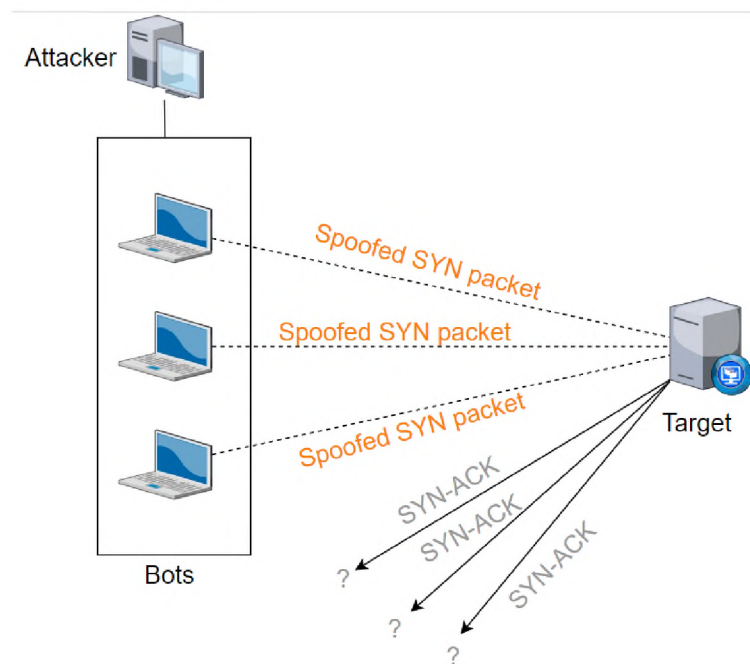 Attacker
Spoofed SYN packet
Spoofed SYN packet
Spoofed SYN packet
Target
SYN-ACK
SYN-ACK
SYN-ACK
?
?
?
Bots